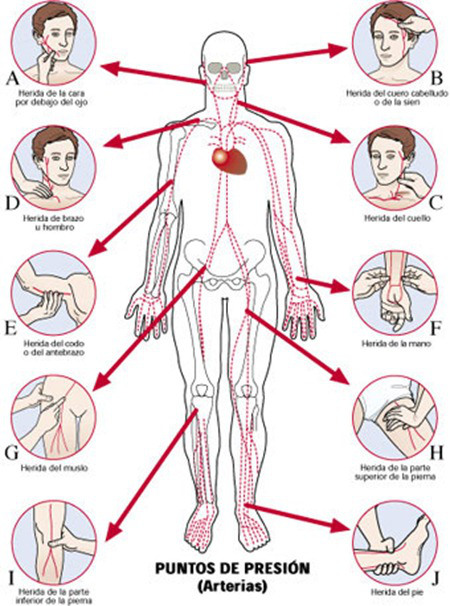 A
Herida de la cara
por debajo del ojo
B
Herida del cuero cabelludo
o de la sien
D
Herida de brazo
u hombro
C
Herida del cuello
E
Herida del codo
o del antebrazo
F
Herida de la mano
G
Herida del muslo
H
Herida de la parte
superior de la pierna
I
Herida de la parte
inferior de la pierna
PUNTOS DE PRESIÓN
(Arterias)
J
Herida del pie